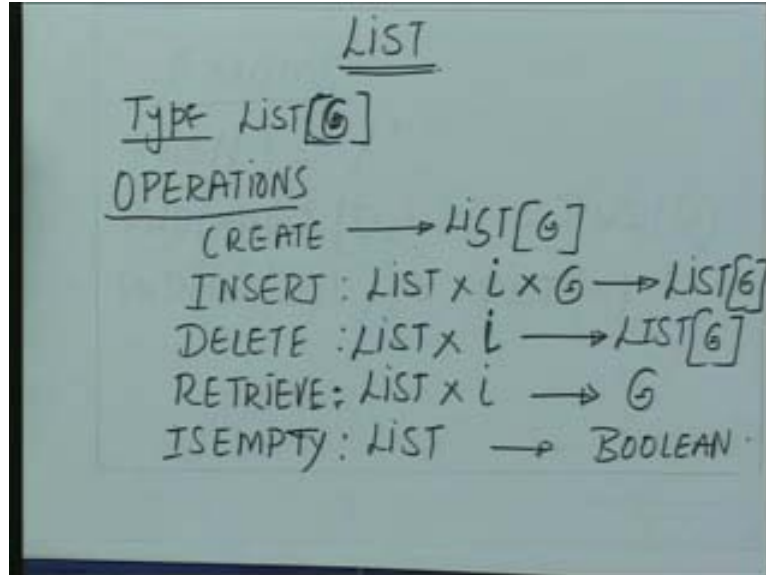 LIST
TYPE LIST[G]
OPERATIONS
CREATE → LIST[G]
INSERT : LIST x i x G → LIST[G]
DELETE : LIST x i → LIST[G]
RETRIEVE: LIST x i → G
ISEMPTY: LIST → BOOLEAN.